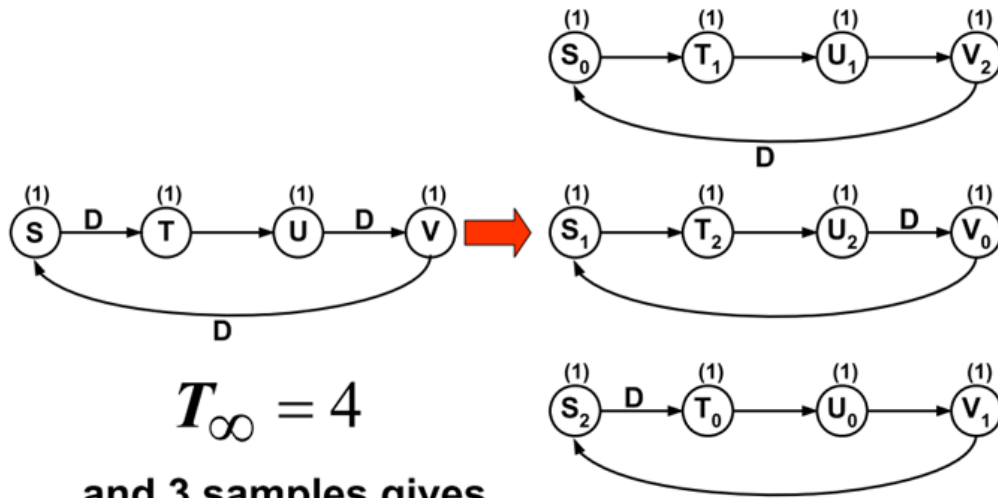 (1) (1) (1) (1)
S₀ T₁ U₁ V₂
D
(1) (1) (1) (1)
S D T U D V
D
(1) (1) (1) (1)
S₁ T₂ U₂ D V₀
T∞ = 4
(1) (1) (1) (1)
S₂ D T₀ U₀ V₁
and 3 samples gives